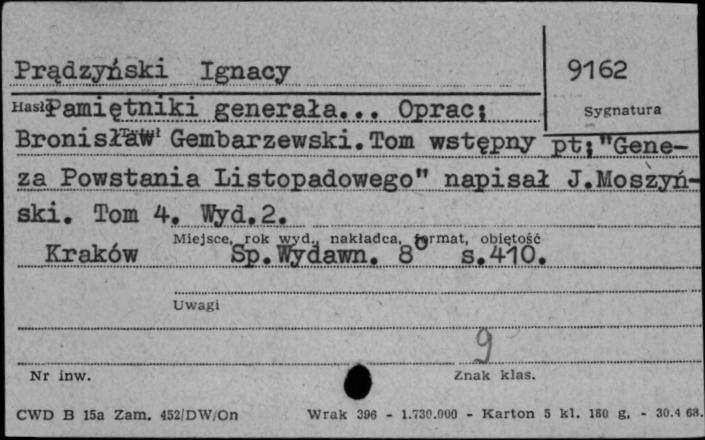 Prądzyński Ignacy 9162
Hasło Pamiętniki generała... Oprac; Sygnatura
Bronisław Gembarzewski.Tom wstępny pt;"Gene-
za Powstania Listopadowego" napisał J.Moszyń-
ski. Tom 4. Wyd.2.
Miejsce, rok wyd., nakładca, format, objętość
Kraków Sp.Wydawn. 8° s.410.
Uwagi
9
Nr inw. Znak klas.
CWD B 15a Zam. 452/DW/On Wrak 396 - 1.730.000 - Karton 5 kl. 180 g. - 30.4 68.